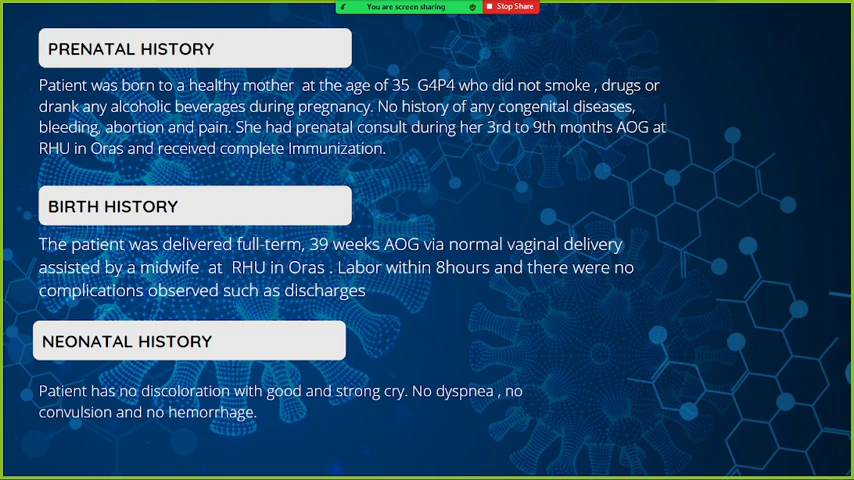 You are screen sharing
Stop Share
PRENATAL HISTORY
Patient was born to a healthy mother at the age of 35 G4P4 who did not smoke , drugs or
drank any alcoholic beverages during pregnancy. No history of any congenital diseases,
bleeding, abortion and pain. She had prenatal consult during her 3rd to 9th months AOG at
RHU in Oras and received complete Immunization.
BIRTH HISTORY
The patient was delivered full-term, 39 weeks AOG via normal vaginal delivery
assisted by a midwife at RHU in Oras . Labor within 8hours and there were no
complications observed such as discharges
NEONATAL HISTORY
Patient has no discoloration with good and strong cry. No dyspnea , no
convulsion and no hemorrhage.